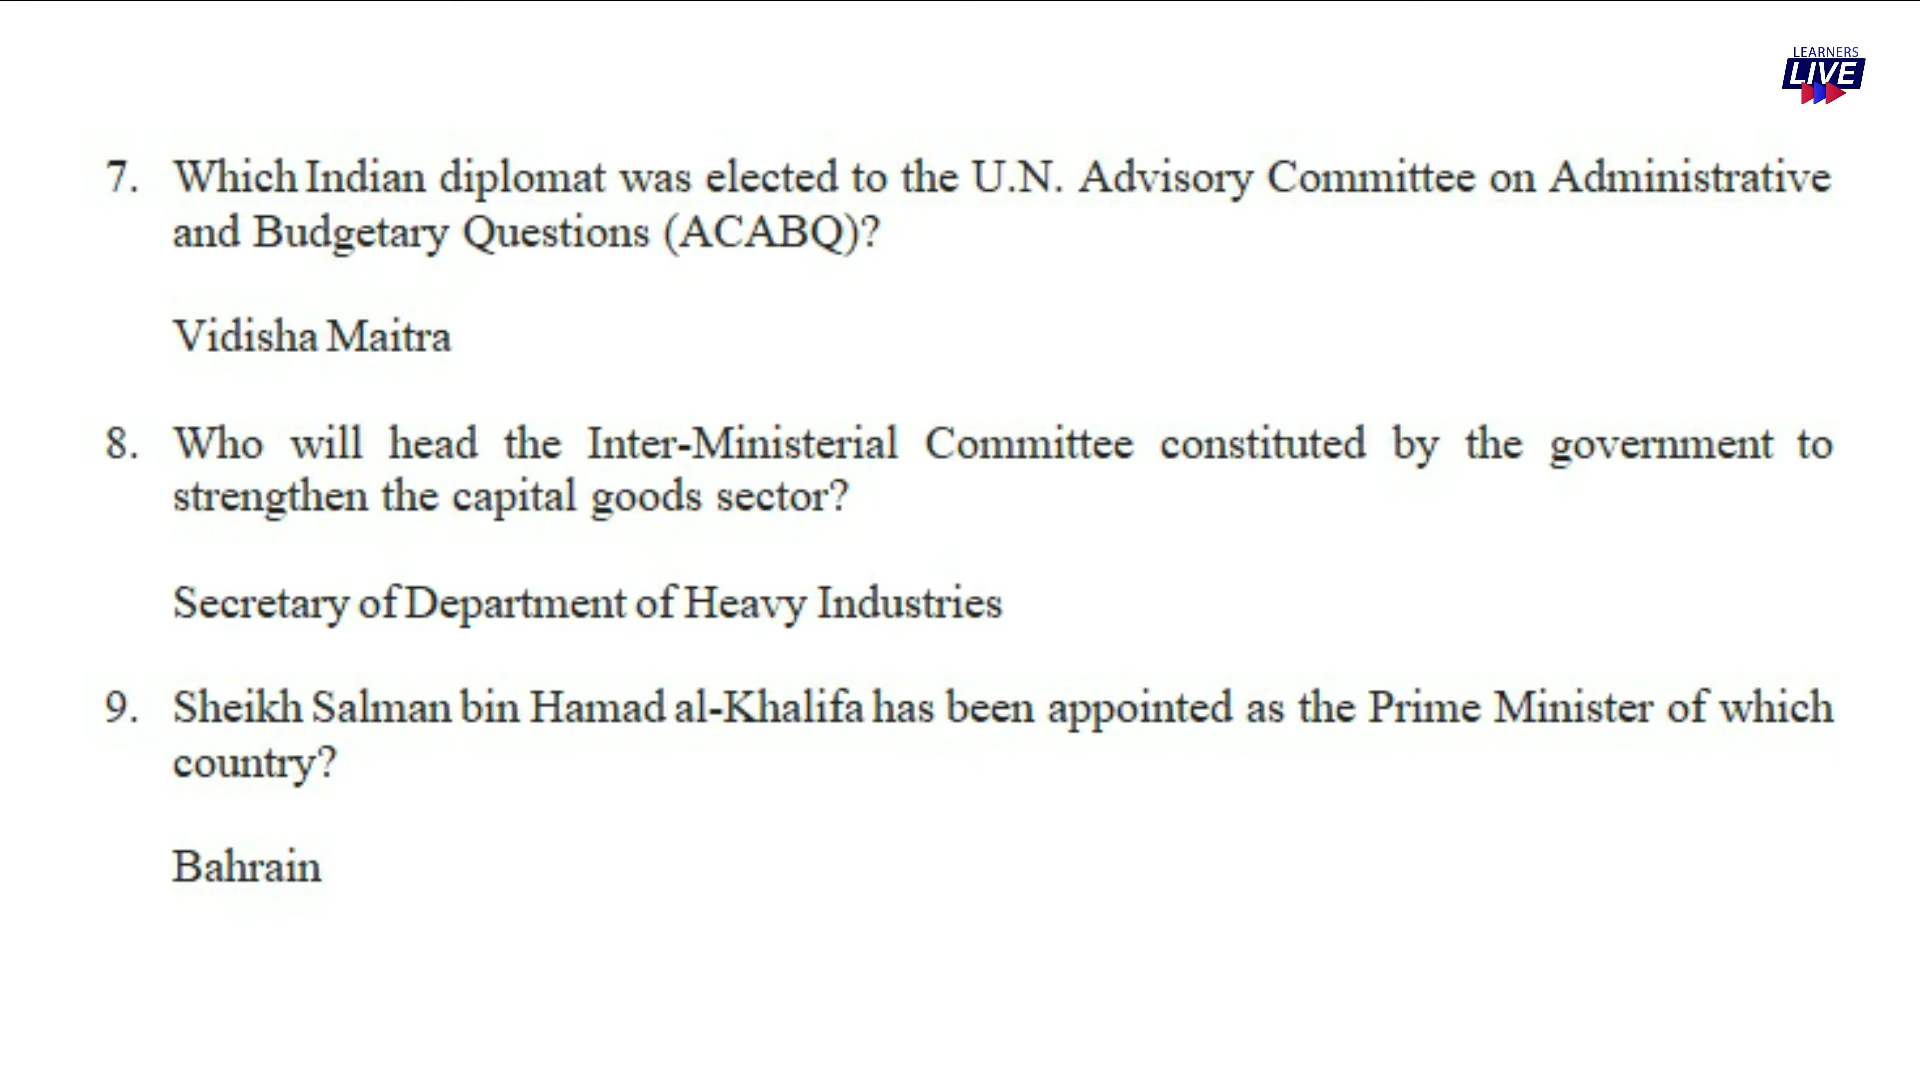 LEARNERS
LIVE
7. Which Indian diplomat was elected to the U.N. Advisory Committee on Administrative
and Budgetary Questions (ACABQ)?
Vidisha Maitra
8. Who will head the Inter-Ministerial Committee constituted by the government to
strengthen the capital goods sector?
Secretary of Department of Heavy Industries
9. Sheikh Salman bin Hamad al-Khalifa has been appointed as the Prime Minister of which
country?
Bahrain